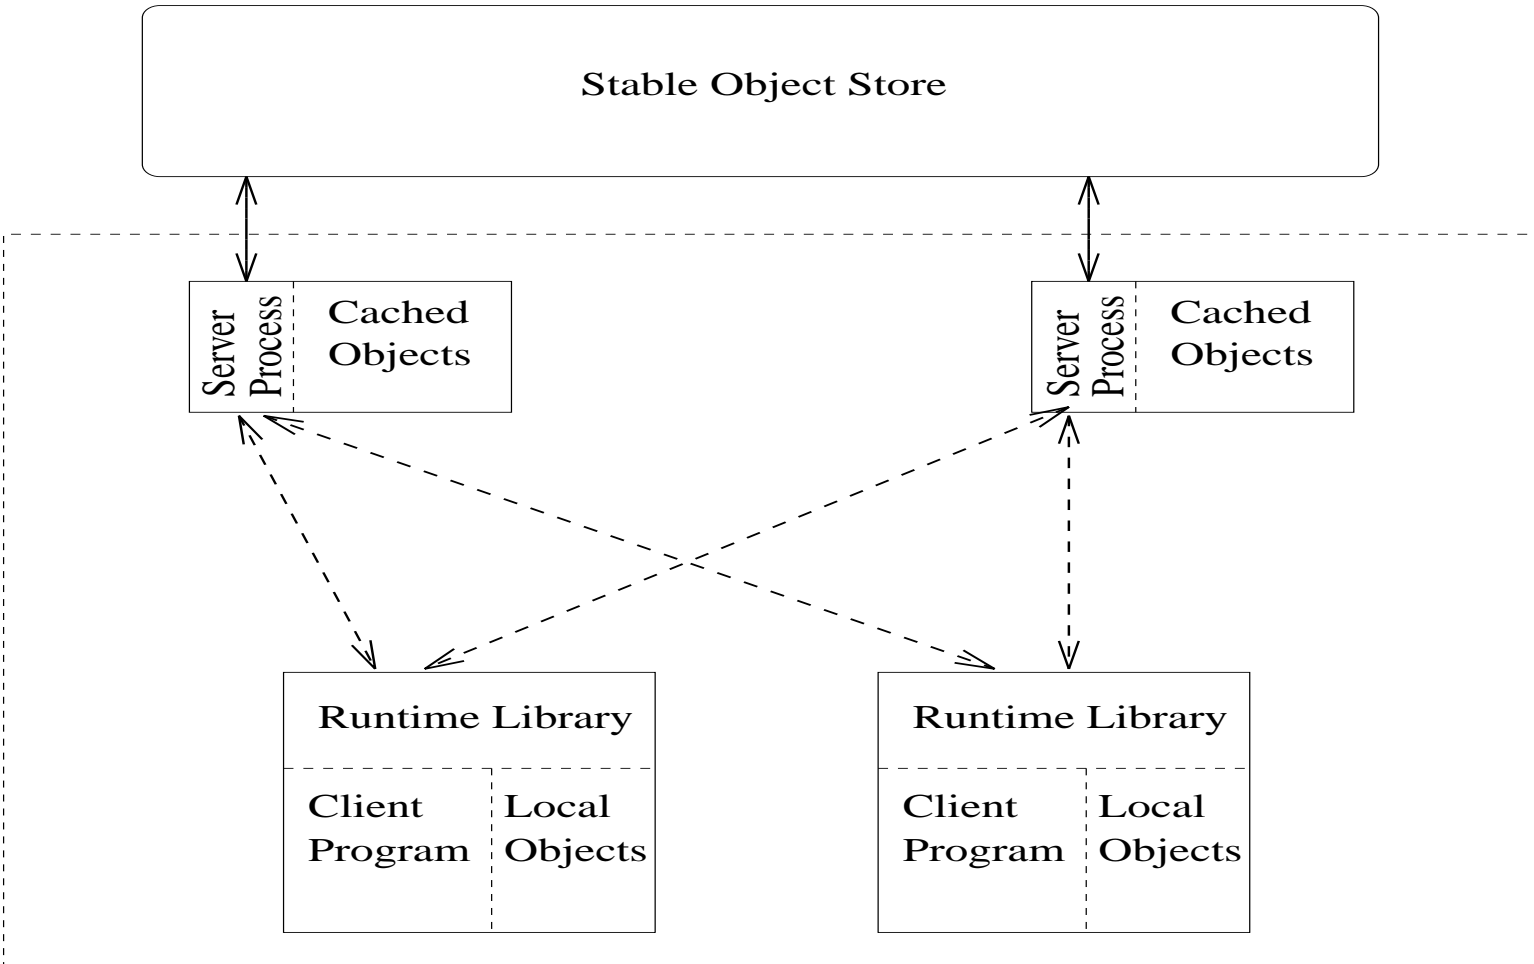 Stable Object Store
Server
Process
Cached
Objects
Server
Process
Cached
Objects
Runtime Library
Client
Program
Local
Objects
Runtime Library
Client
Program
Local
Objects